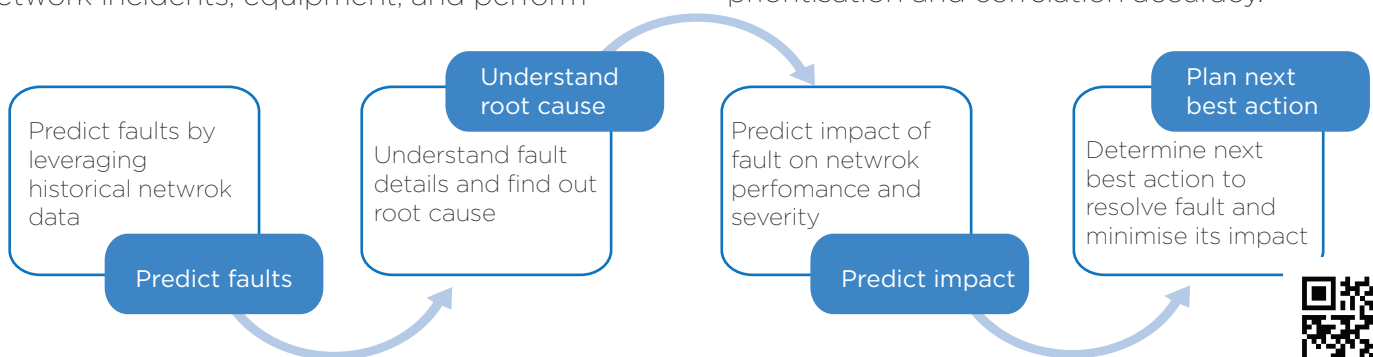 network incidents, equipment, and perform
prioritisation and correlation accuracy.
Predict faults by
leveraging
historical netwrok
data
Predict faults
Understand
root cause
Understand fault
details and find out
root cause
Predict impact of
fault on netwrok
perfomance and
severity
Predict impact
Plan next
best action
Determine next
best action to
resolve fault and
minimise its impact